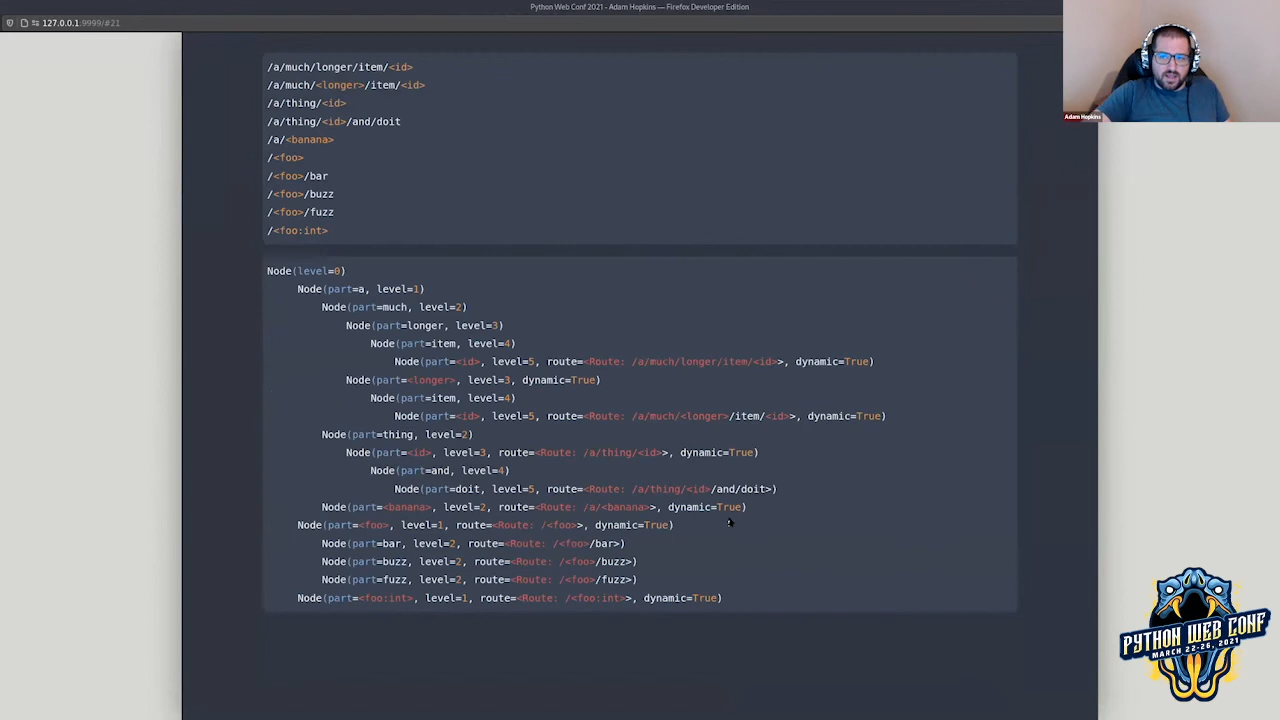 Python Web Conf 2021 - Adam Hopkins — Firefox Developer Edition
127.0.0.1:9999/#21
/a/much/longer/item/<id>
/a/much/<longer>/item/<id>
/a/thing/<id>
/a/thing/<id>/and/doit
/a/<banana>
/<foo>
/<foo>/bar
/<foo>/buzz
/<foo>/fuzz
/<foo:int>
Node(level=0)
Node(part=a, level=1)
Node(part=much, level=2)
Node(part=longer, level=3)
Node(part=item, level=4)
Node(part=<id>, level=5, route=<Route: /a/much/longer/item/<id>>, dynamic=True)
Node(part=<longer>, level=3, dynamic=True)
Node(part=item, level=4)
Node(part=<id>, level=5, route=<Route: /a/much/<longer>/item/<id>>, dynamic=True)
Node(part=thing, level=2)
Node(part=<id>, level=3, route=<Route: /a/thing/<id>>, dynamic=True)
Node(part=and, level=4)
Node(part=doit, level=5, route=<Route: /a/thing/<id>/and/doit>)
Node(part=<banana>, level=2, route=<Route: /a/<banana>>, dynamic=True)
Node(part=<foo>, level=1, route=<Route: /<foo>>, dynamic=True)
Node(part=bar, level=2, route=<Route: /<foo>/bar>)
Node(part=buzz, level=2, route=<Route: /<foo>/buzz>)
Node(part=fuzz, level=2, route=<Route: /<foo>/fuzz>)
Node(part=<foo:int>, level=1, route=<Route: /<foo:int>>, dynamic=True)
Adam Hopkins
PYTHON WEB CONF
MARCH 22-26, 2021